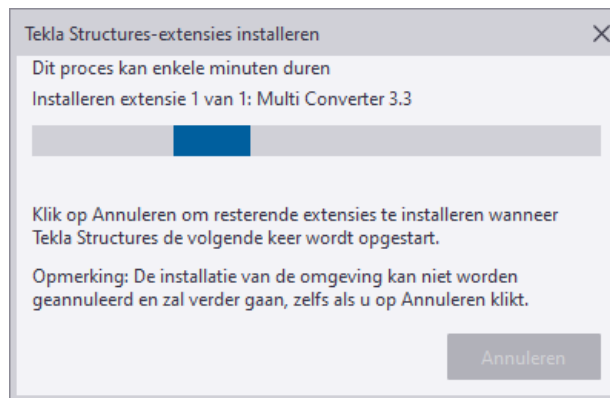 Tekla Structures-extensies installeren
Dit proces kan enkele minuten duren
Installeren extensie 1 van 1: Multi Converter 3.3
Klik op Annuleren om resterende extensies te installeren wanneer
Tekla Structures de volgende keer wordt opgestart.
Opmerking: De installatie van de omgeving kan niet worden
geannuleerd en zal verder gaan, zelfs als u op Annuleren klikt.
Annuleren